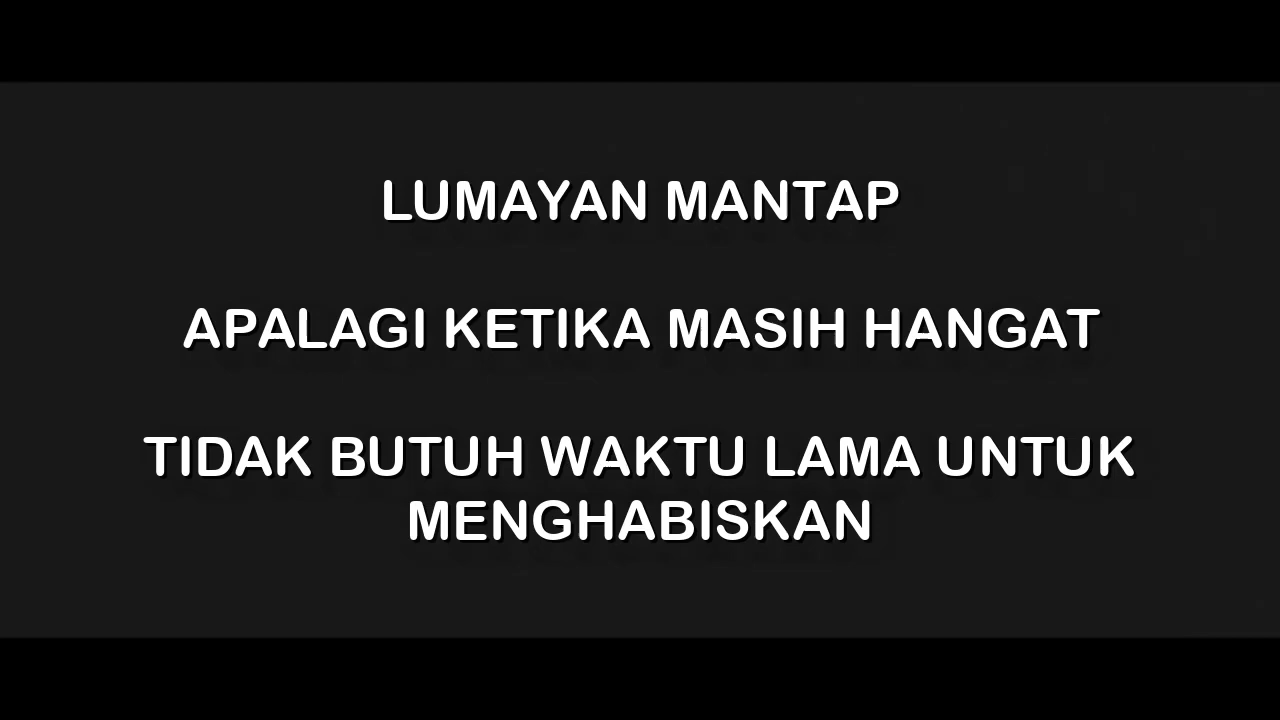 LUMAYAN MANTAP
APALAGI KETIKA MASIH HANGAT
TIDAK BUTUH WAKTU LAMA UNTUK
MENGHABISKAN